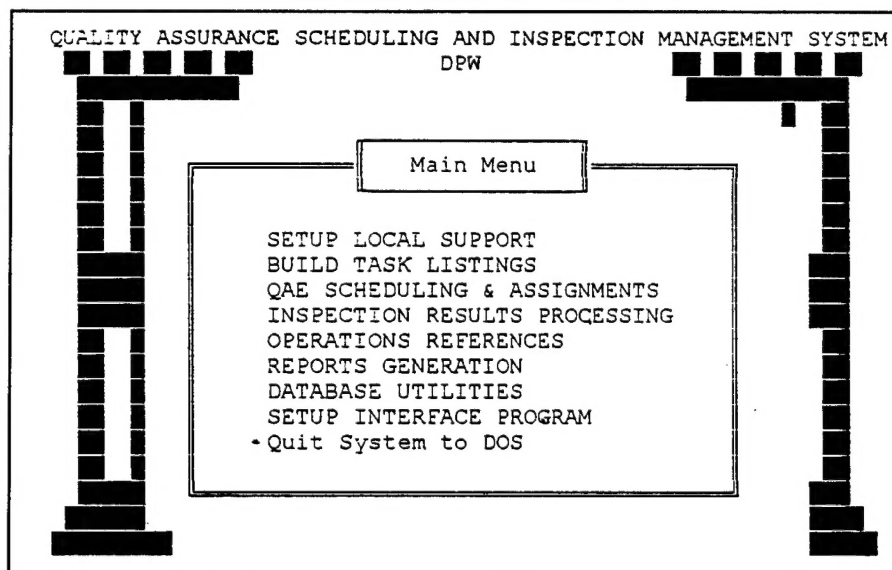 QUALITY ASSURANCE SCHEDULING AND INSPECTION MANAGEMENT SYSTEM
DPW
Main Menu
SETUP LOCAL SUPPORT
BUILD TASK LISTINGS
QAE SCHEDULING & ASSIGNMENTS
INSPECTION RESULTS PROCESSING
OPERATIONS REFERENCES
REPORTS GENERATION
DATABASE UTILITIES
SETUP INTERFACE PROGRAM
Quit System to DOS